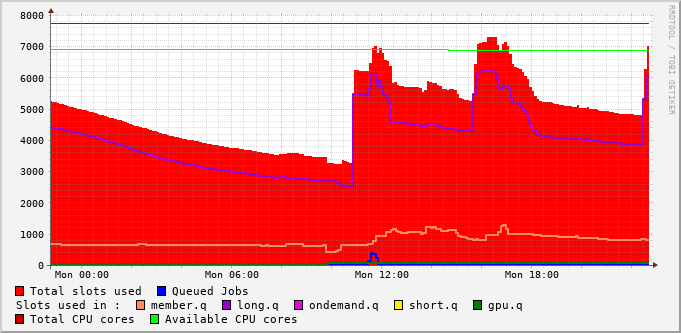 8000
7000
6000
5000
4000
3000
2000
1000
0
Mon 00:00 Mon 06:00 Mon 12:00 Mon 18:00
RRDTOOL / TOBI OETIKER
Total slots used Queued Jobs
Slots used in : member.q long.q ondemand.q short.q gpu.q
Total CPU cores Available CPU cores